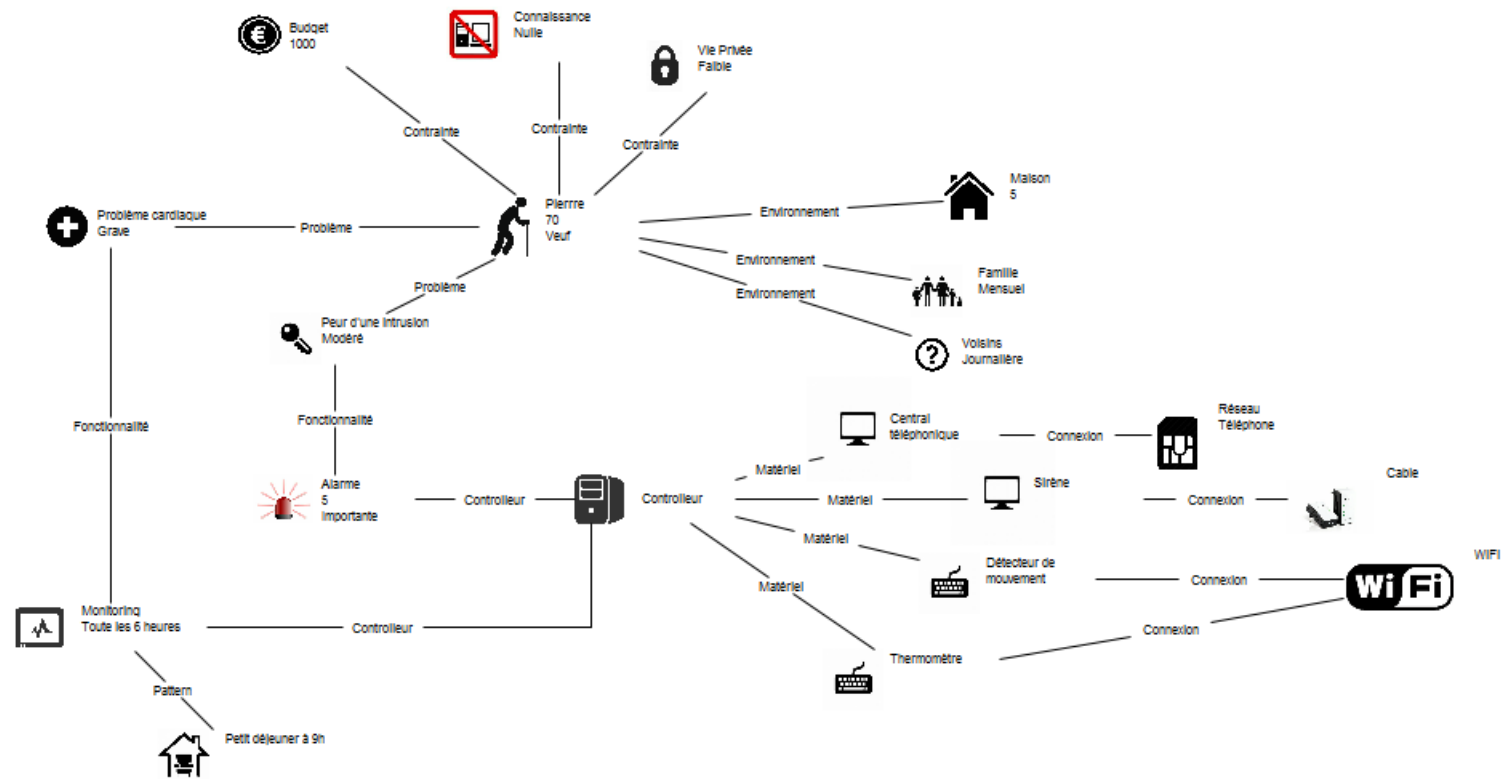 Budget
1000
Connaissance
Nulle
Vie Privée
Faible
Contrainte
Contrainte
Contrainte
Pierrre
70
Veuf
Maison
5
Environnement
Problème cardiaque
Grave
Problème
Environnement
Famille
Mensuel
Problème
Environnement
Peur d'une intrusion
Modéré
Voisins
Journalière
Fonctionnalité
Fonctionnalité
Central
téléphonique
Connexion
Réseau
Téléphone
Matériel
Alarme
5
Importante
Controlleur
Controlleur
Matériel
Sirène
Connexion
Cable
Matériel
Détecteur de
mouvement
Connexion
WIFI
Wi Fi
Matériel
Monitoring
Toute les 6 heures
Controlleur
Connexion
Thermomètre
Pattern
Petit déjeuner à 9h